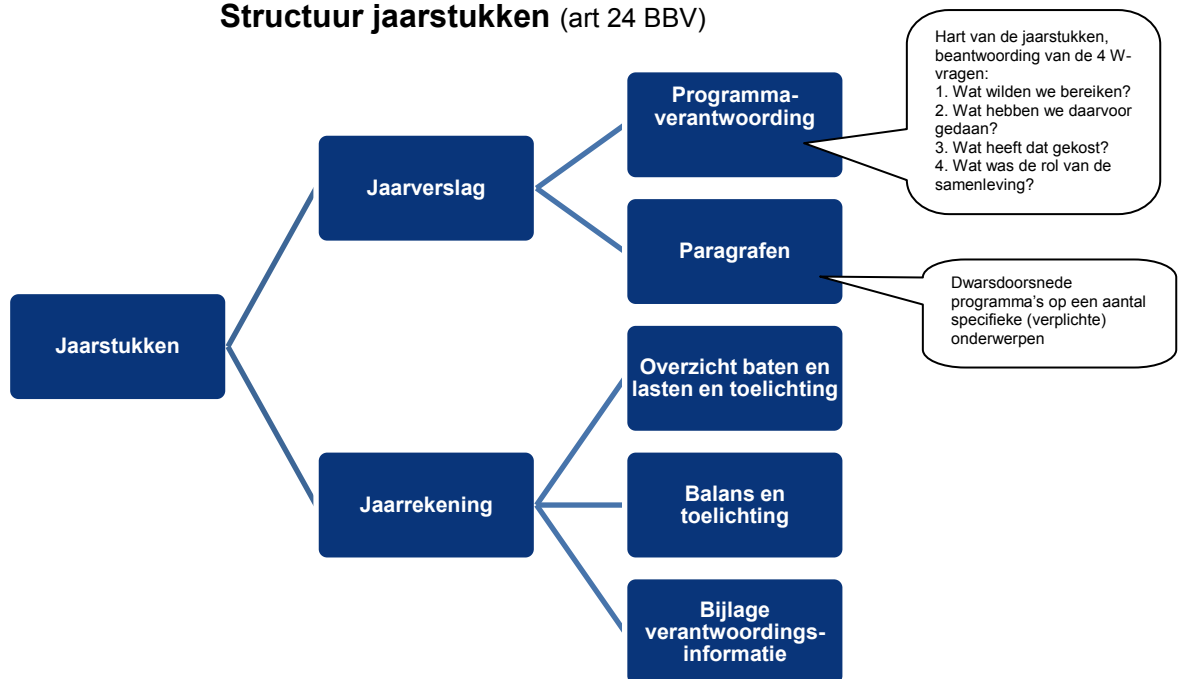 Structuur jaarstukken (art 24 BBV)
Hart van de jaarstukken,
beantwoording van de 4 W-
vragen:
1. Wat wilden we bereiken?
2. Wat hebben we daarvoor
gedaan?
3. Wat heeft dat gekost?
4. Wat was de rol van de
samenleving?
Programma-
verantwoording
Jaarverslag
Paragrafen
Dwarsdoorsnede
programma's op een aantal
specifieke (verplichte)
onderwerpen
Jaarstukken
Overzicht baten en
lasten en toelichting
Jaarrekening
Balans en
toelichting
Bijlage
verantwoordings-
informatie